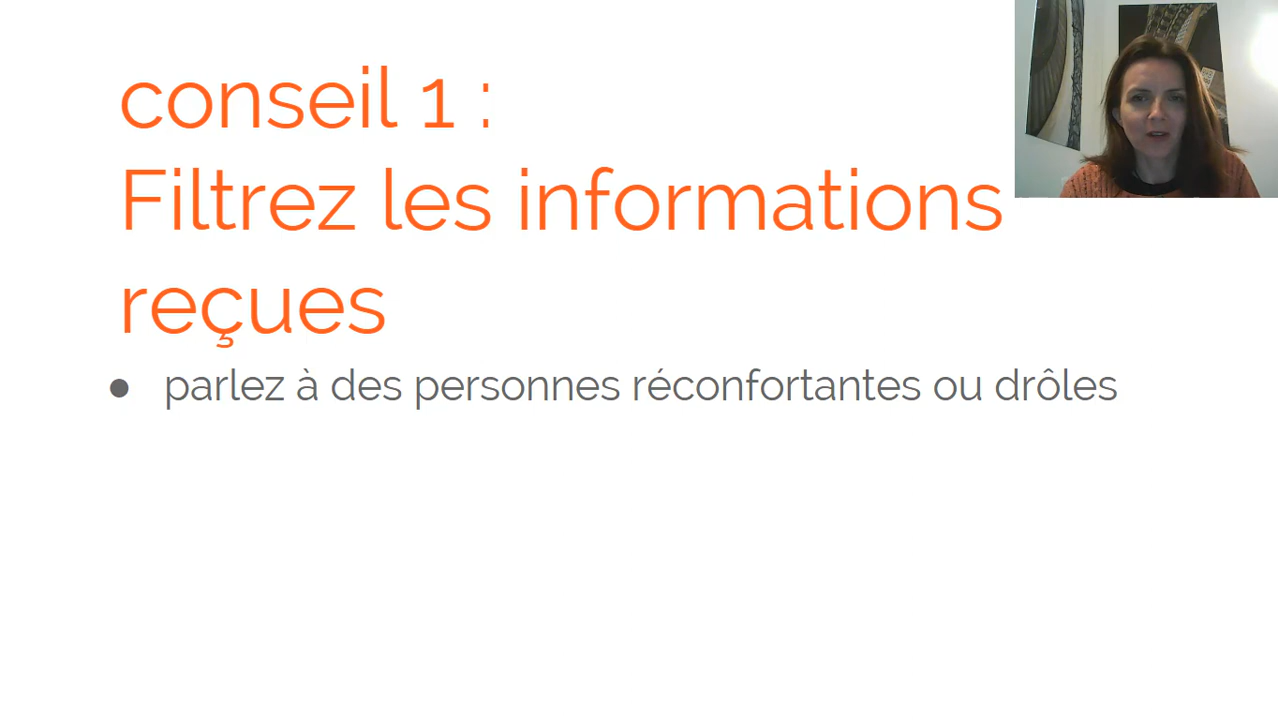 conseil 1 :
Filtrez les informations
reçues
● parlez à des personnes réconfortantes ou drôles